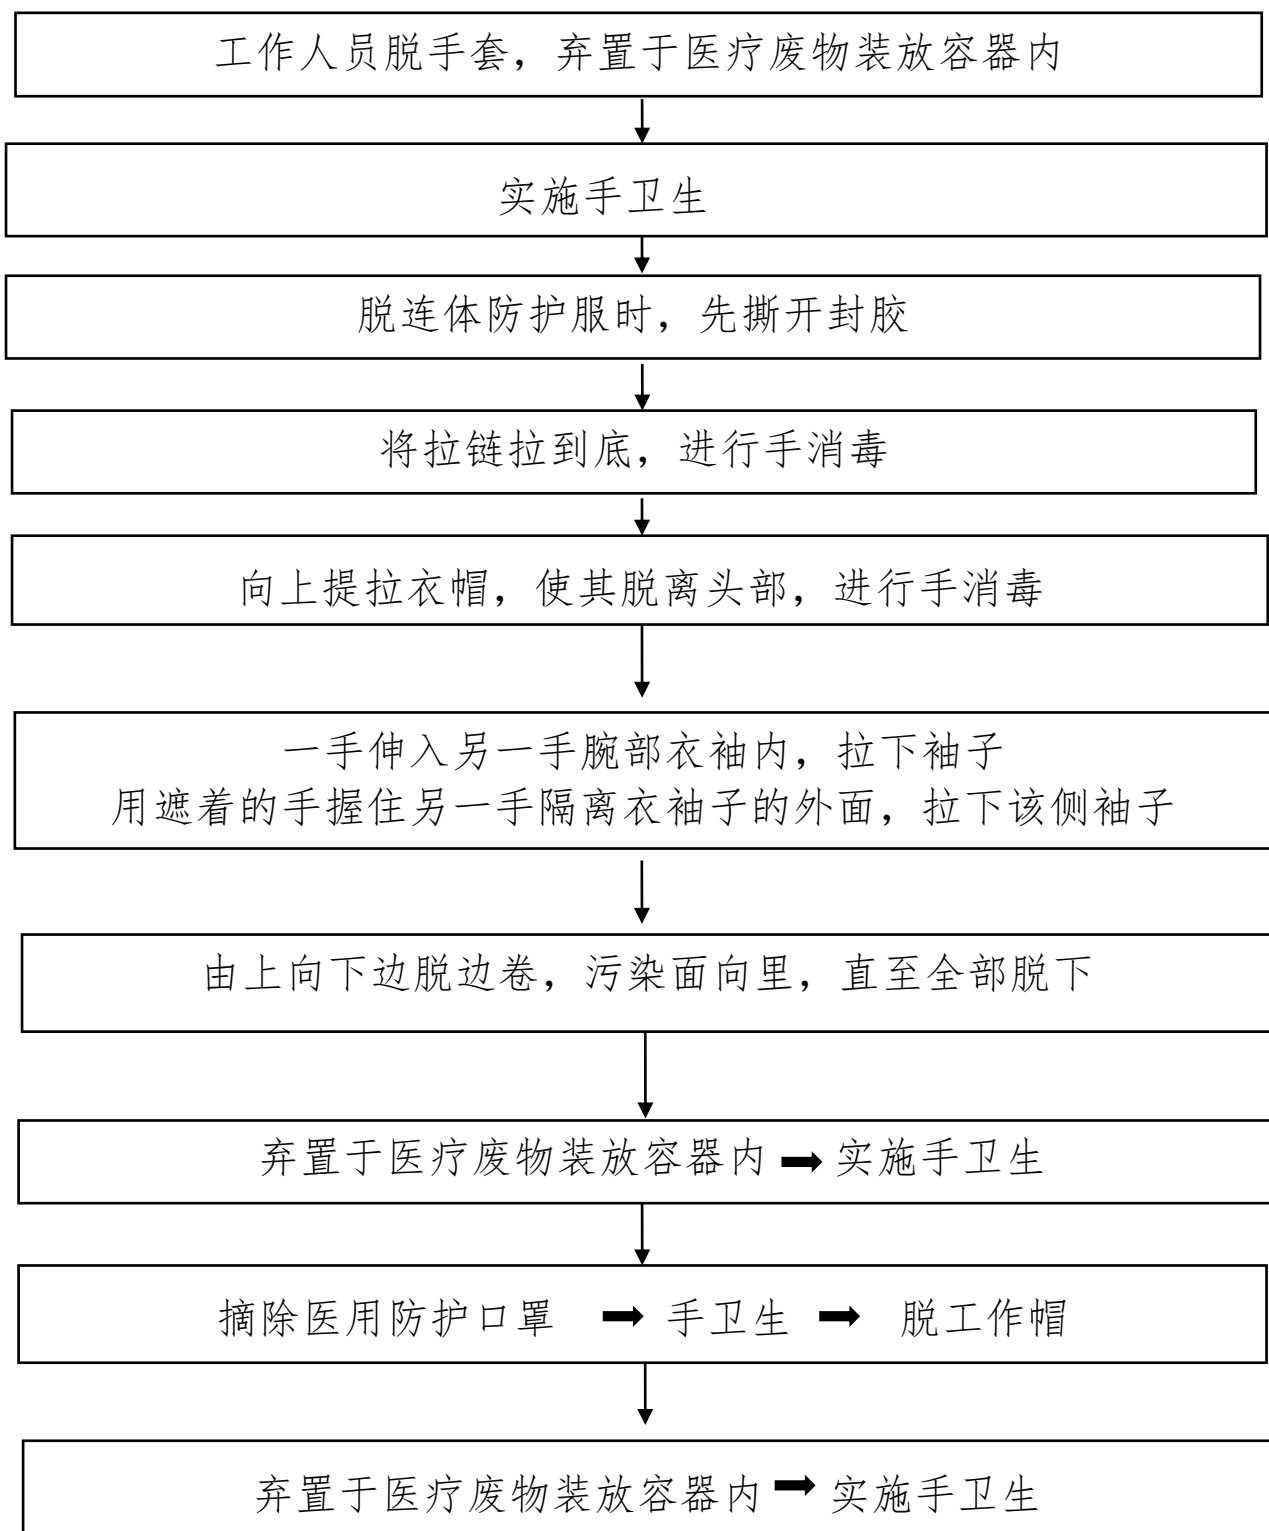 工作人员脱手套，弃置于医疗废物装放容器内
实施手卫生
脱连体防护服时，先撕开封胶
将拉链拉到底，进行手消毒
向上提拉衣帽，使其脱离头部，进行手消毒
一手伸入另一手腕部衣袖内，拉下袖子
用遮着的手握住另一手隔离衣袖子的外面，拉下该侧袖子
由上向下边脱边卷，污染面向里，直至全部脱下
弃置于医疗废物装放容器内 ➡ 实施手卫生
摘除医用防护口罩 ➡ 手卫生 ➡ 脱工作帽
弃置于医疗废物装放容器内 ➡ 实施手卫生